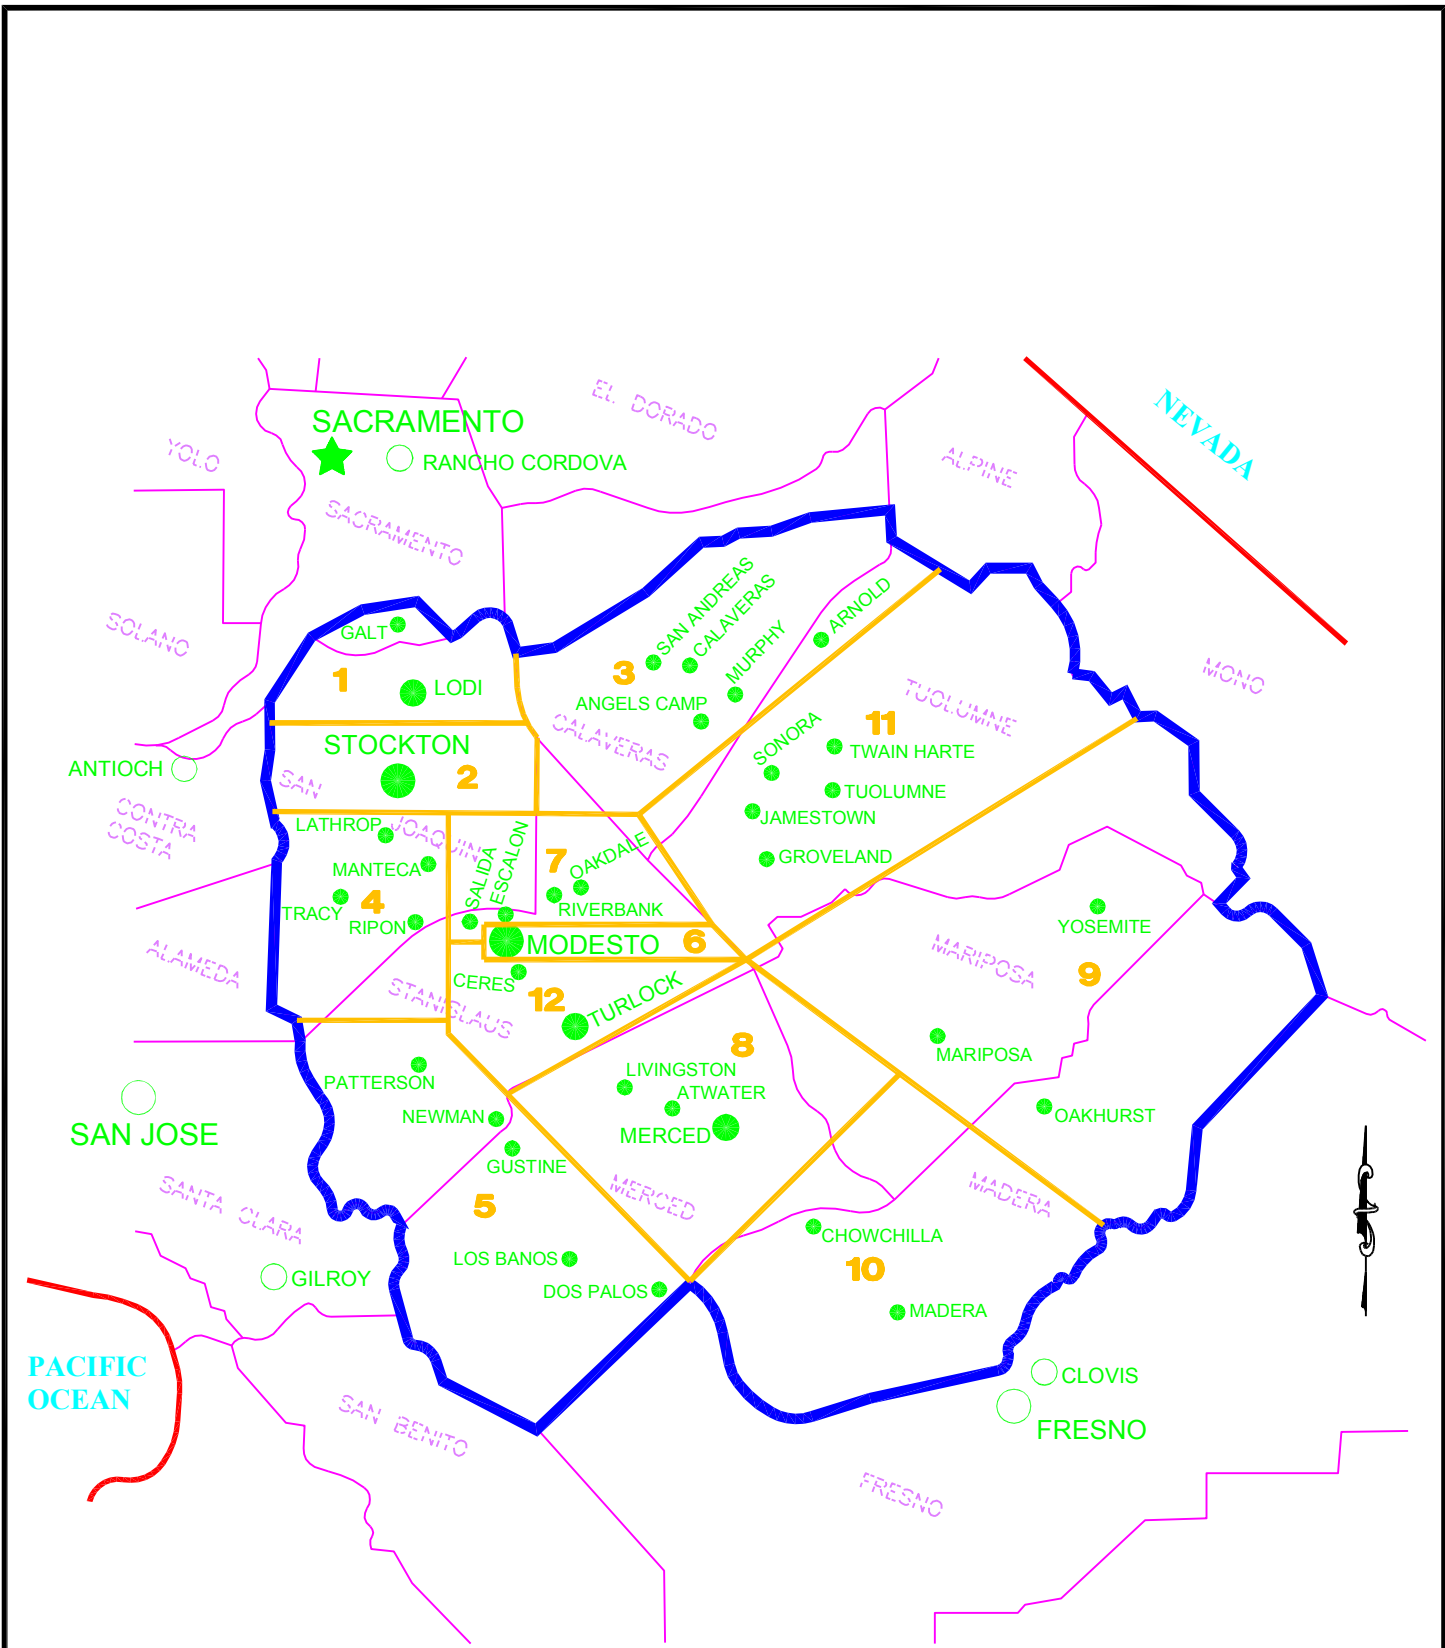 EL DORADO
NEVADA
SACRAMENTO
YOLO
RANCHO CORDOVA
ALPINE
SACRAMENTO
SAN ANDREAS
CALAVERAS
ARNOLD
SOLANO
GALT
MURPHY
MONO
1
LODI
3
ANGELS CAMP
TUOLUMNE
CALAVERAS
SONORA
11
TWAIN HARTE
STOCKTON
ANTIOCH
2
SAN
TUOLUMNE
CONTRA
COSTA
LATHROP
JOAQUIN
JAMESTOWN
MANTECA
SALIDA
ESCALON
7
OAKDALE
GROVELAND
TRACY
4
RIPON
RIVERBANK
YOSEMITE
MODESTO
6
ALAMEDA
MARIPOSA
9
CERES
STANISLAUS
12
TURLOCK
8
MARIPOSA
PATTERSON
LIVINGSTON
ATWATER
NEWMAN
OAKHURST
SAN JOSE
MERCED
GUSTINE
SANTA CLARA
5
MERCED
MADERA
CHOWCHILLA
LOS BANOS
10
GILROY
DOS PALOS
MADERA
PACIFIC
OCEAN
CLOVIS
SAN BENITO
FRESNO
FRESNO